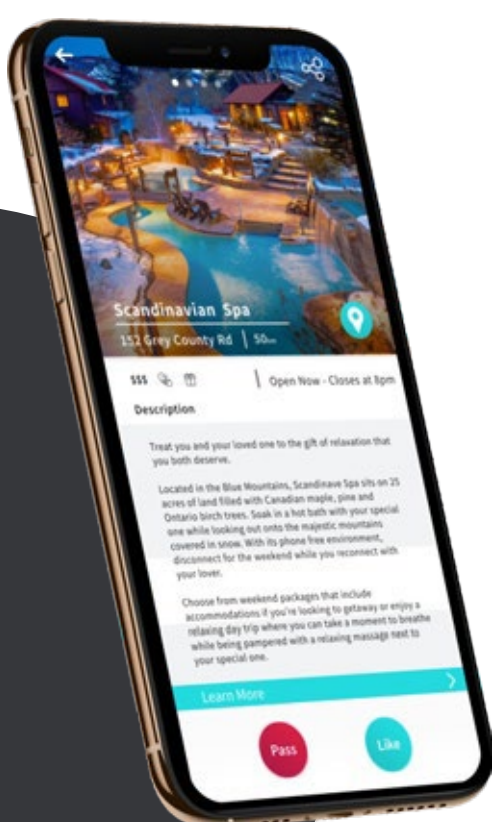 Scandinavian Spa
152 Grey County Rd | 50km
$$$ | Open Now - Closes at 8pm
Description
Treat you and your loved one to the gift of relaxation that
you both deserve.
Located in the Blue Mountains, Scandinave Spa sits on 25
acres of land filled with Canadian maple, pine and
Ontario birch trees. Soak in a hot bath with your special
one while looking out onto the majestic mountains
covered in snow. With its phone free environment,
disconnect for the weekend while you reconnect with
your lover.
Choose from weekend packages that include
accommodations if you're looking to getaway or enjoy a
relaxing day trip where you can take a moment to breathe
while being pampered with a relaxing massage next to
your special one.
Learn More
Pass
Like